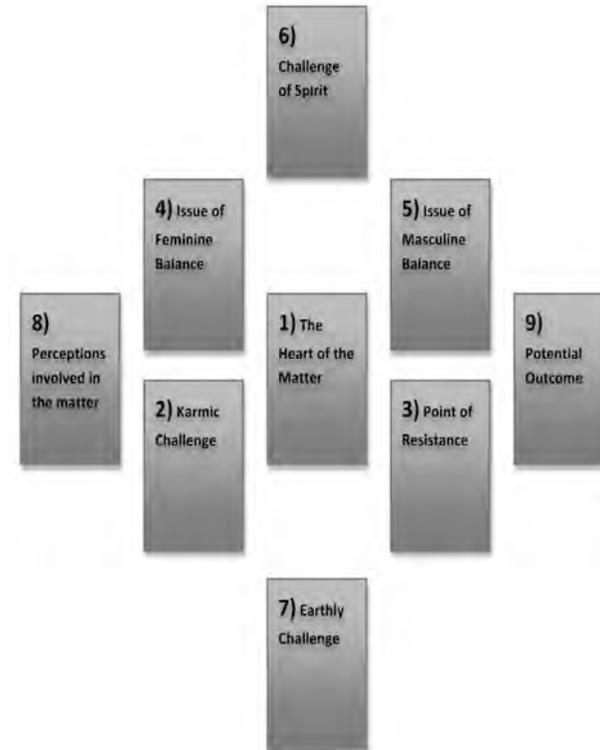 6)
Challenge
of Spirit
4) Issue of
Feminine
Balance
5) Issue of
Masculine
Balance
8)
Perceptions
involved in
the matter
1) The
Heart of the
Matter
9)
Potential
Outcome
2) Karmic
Challenge
3) Point of
Resistance
7) Earthly
Challenge